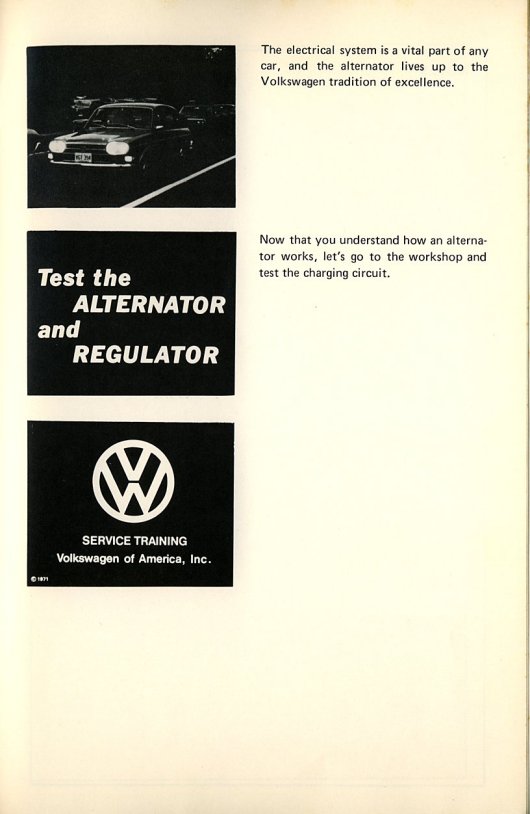 The electrical system is a vital part of any
car, and the alternator lives up to the
Volkswagen tradition of excellence.
Now that you understand how an alterna-
tor works, let's go to the workshop and
test the charging circuit.
Test the
ALTERNATOR
and
REGULATOR
VW
SERVICE TRAINING
Volkswagen of America, Inc.
© 1971